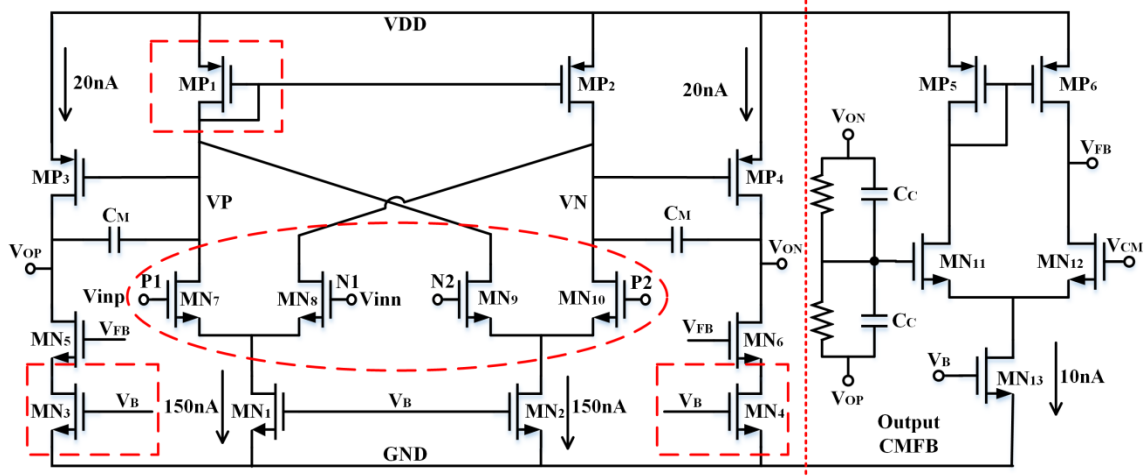 VDD
20nA
MP1
MP2
20nA
MP5
MP6
VON
VFB
MP3
MP4
VP
VN
CM
CM
CC
VOP
VON
VCM
P1
N1
N2
P2
Vinp
MN7
MN8
Vinn
MN9
MN10
MN11
MN12
CC
VFB
VFB
MN5
MN6
VB
VOP
MN13
10nA
MN3
VB
150nA
MN1
VB
MN2
150nA
VB
MN4
Output
CMFB
GND